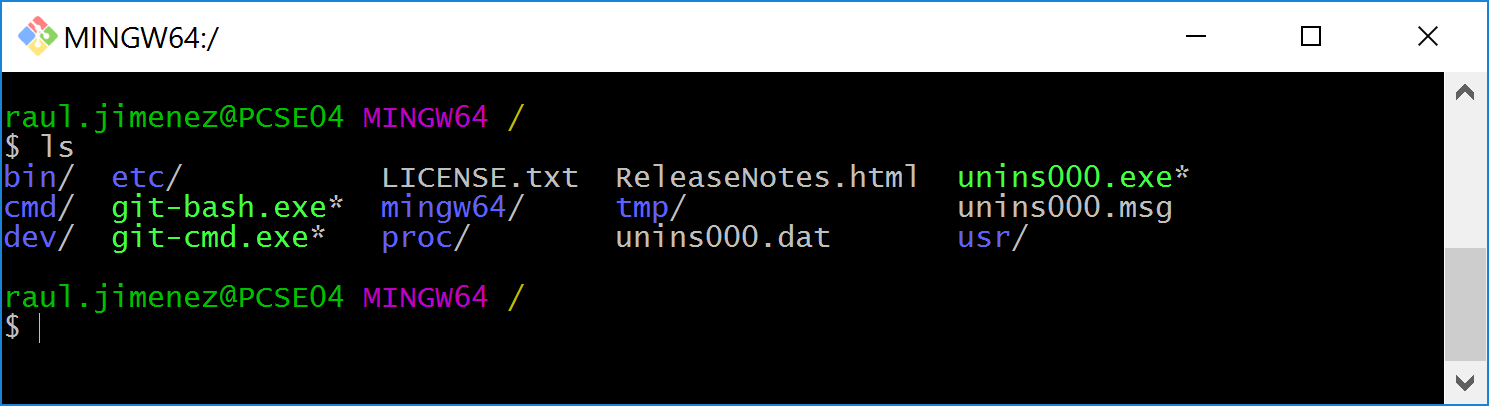 MINGW64:/
raul.jimenez@PCSE04 MINGW64 /
$ ls
bin/  etc/           LICENSE.txt  ReleaseNotes.html  unins000.exe*
cmd/  git-bash.exe*  mingw64/     tmp/               unins000.msg
dev/  git-cmd.exe*   proc/        unins000.dat       usr/
raul.jimenez@PCSE04 MINGW64 /
$